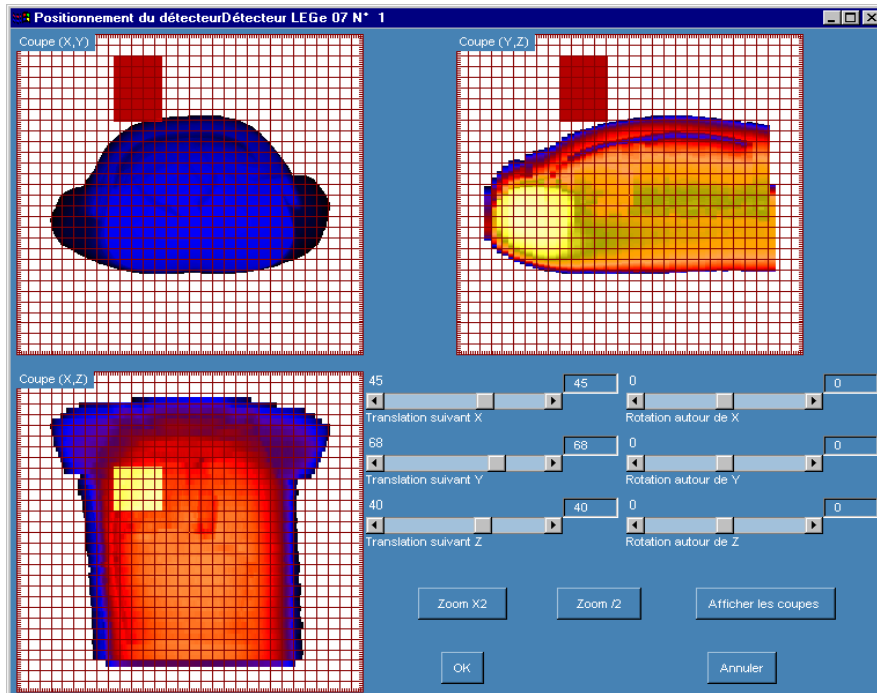 Positionnement du détecteurDétecteur LEGe 07 N° 1
Coupe (X,Y)
Coupe (Y,Z)
Coupe (X,Z)
45 45 0 0
Translation suivant X Rotation autour de X
68 68 0 0
Translation suivant Y Rotation autour de Y
40 40 0 0
Translation suivant Z Rotation autour de Z
Zoom X2 Zoom /2 Afficher les coupes
OK Annuler